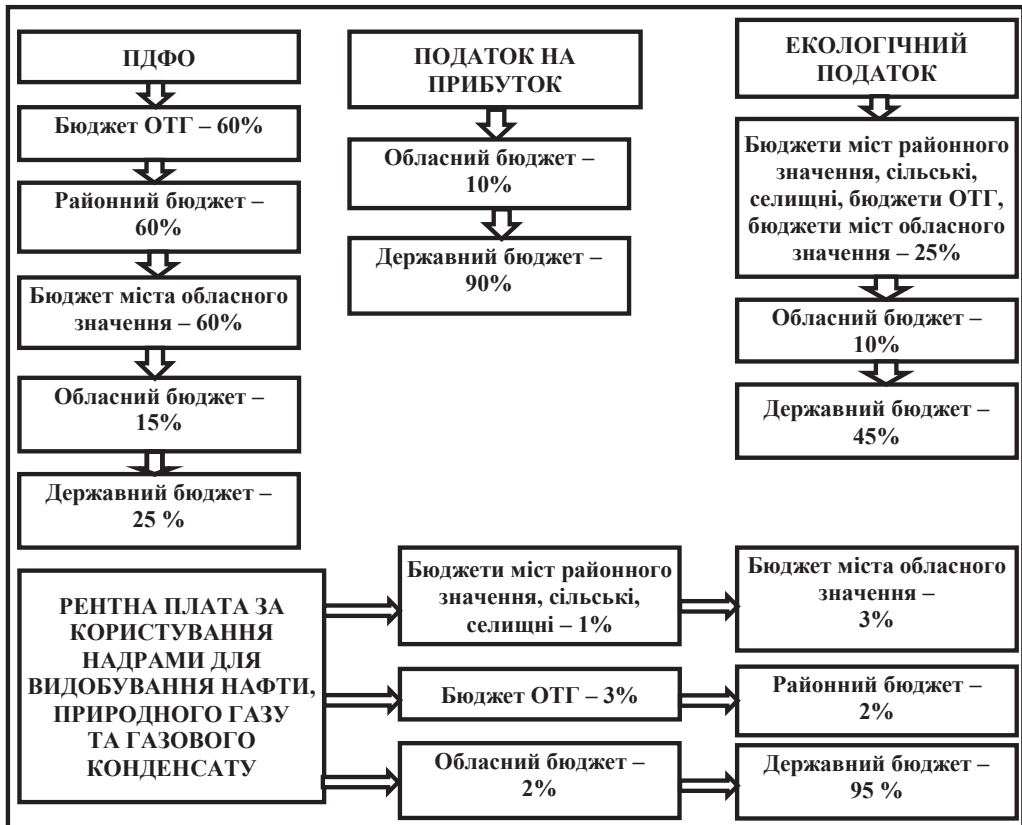 ПДФО
Бюджет ОТГ – 60%
Районний бюджет –
60%
Бюджет міста обласного
значення – 60%
Обласний бюджет –
15%
Державний бюджет –
25 %
ПОДАТОК НА
ПРИБУТОК
Обласний бюджет –
10%
Державний бюджет –
90%
ЕКОЛОГІЧНИЙ
ПОДАТОК
Бюджети міст районного
значення, сільські,
селищні, бюджети ОТГ,
бюджети міст обласного
значення – 25%
Обласний бюджет –
10%
Державний бюджет –
45%
РЕНТНА ПЛАТА ЗА
КОРИСТУВАННЯ
НАДРАМИ ДЛЯ
ВИДОБУВАННЯ НАФТИ,
ПРИРОДНОГО ГАЗУ
ТА ГАЗОВОГО
КОНДЕНСАТУ
Бюджети міст районного
значення, сільські,
селищні – 1%
Бюджет міста обласного
значення –
3%
Бюджет ОТГ – 3%
Районний бюджет –
2%
Обласний бюджет –
2%
Державний бюджет –
95 %